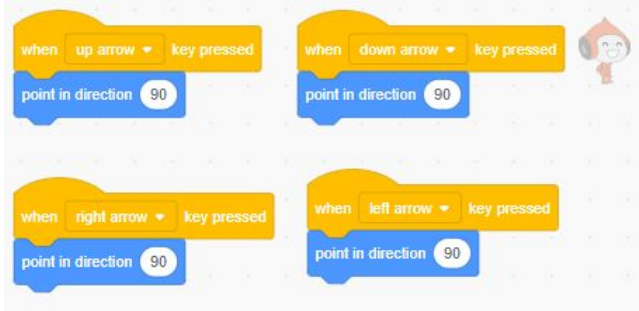 when up arrow key pressed
point in direction 90
when down arrow key pressed
point in direction 90
when right arrow key pressed
point in direction 90
when left arrow key pressed
point in direction 90